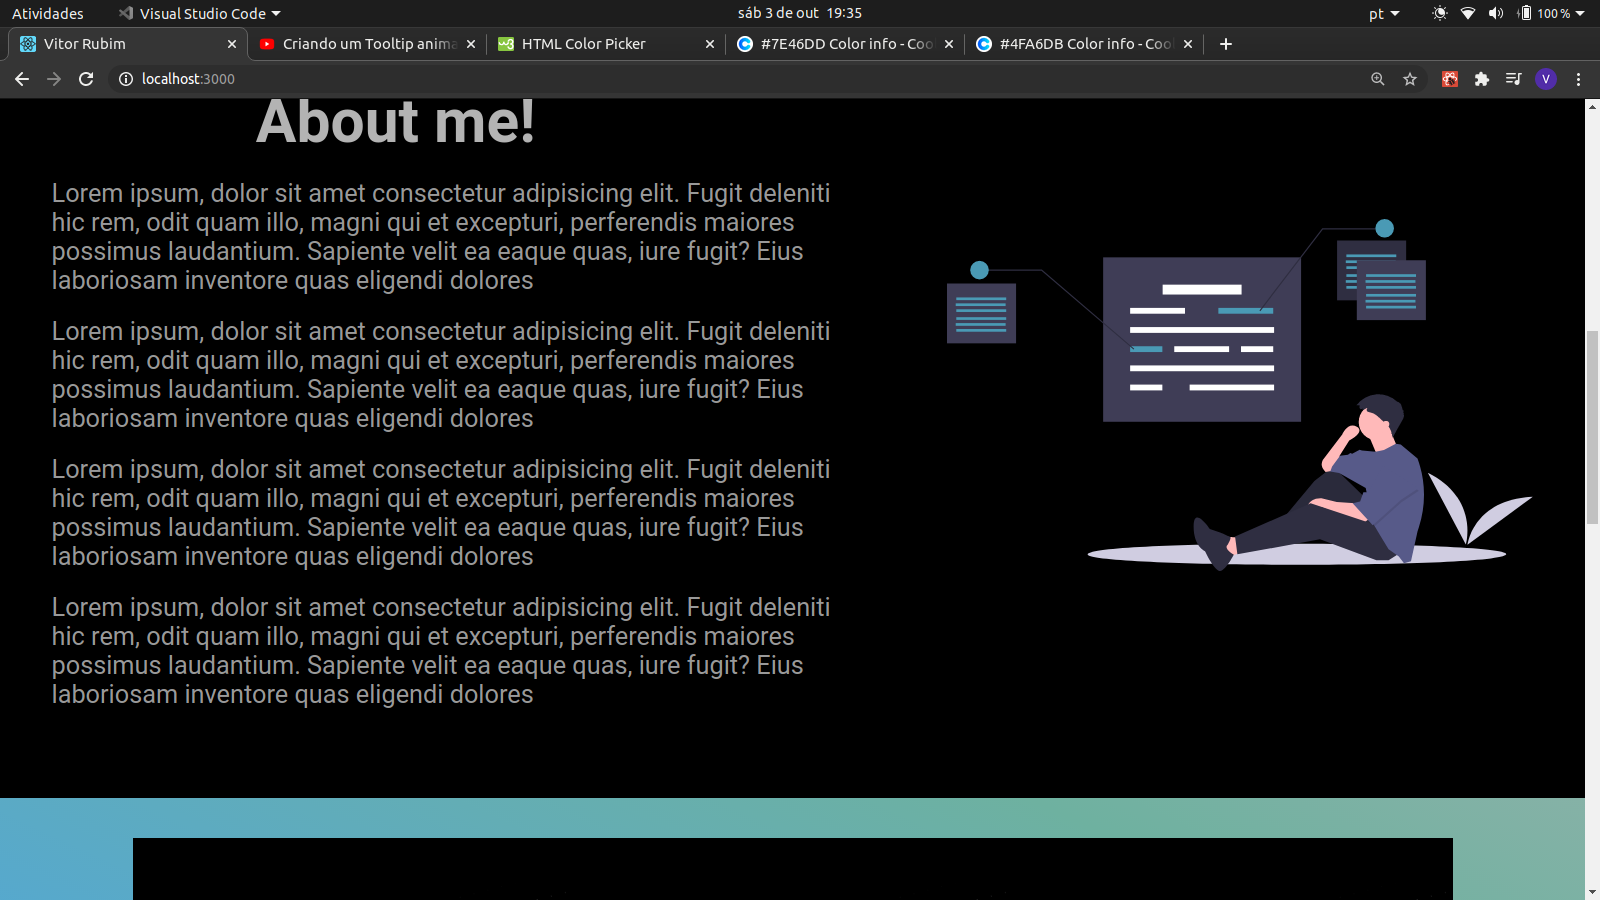 Atividades Visual Studio Code sáb 3 de out 19:35 pt 100 %
Vitor Rubim Criando um Tooltip anima HTML Color Picker #7E46DD Color info - Coo #4FA6DB Color info - Coo
localhost:3000 V
About me!
Lorem ipsum, dolor sit amet consectetur adipisicing elit. Fugit deleniti
hic rem, odit quam illo, magni qui et excepturi, perferendis maiores
possimus laudantium. Sapiente velit ea eaque quas, iure fugit? Eius
laboriosam inventore quas eligendi dolores
Lorem ipsum, dolor sit amet consectetur adipisicing elit. Fugit deleniti
hic rem, odit quam illo, magni qui et excepturi, perferendis maiores
possimus laudantium. Sapiente velit ea eaque quas, iure fugit? Eius
laboriosam inventore quas eligendi dolores
Lorem ipsum, dolor sit amet consectetur adipisicing elit. Fugit deleniti
hic rem, odit quam illo, magni qui et excepturi, perferendis maiores
possimus laudantium. Sapiente velit ea eaque quas, iure fugit? Eius
laboriosam inventore quas eligendi dolores
Lorem ipsum, dolor sit amet consectetur adipisicing elit. Fugit deleniti
hic rem, odit quam illo, magni qui et excepturi, perferendis maiores
possimus laudantium. Sapiente velit ea eaque quas, iure fugit? Eius
laboriosam inventore quas eligendi dolores